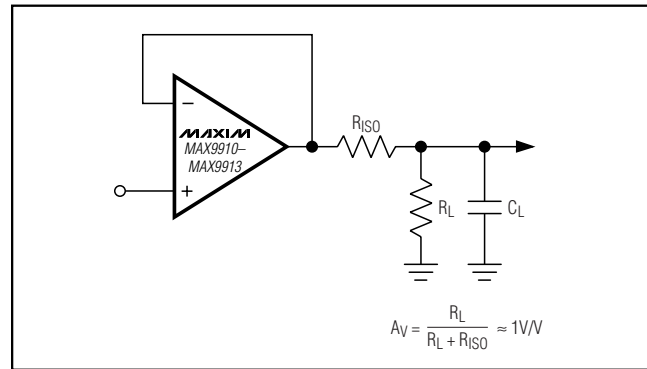 −
MAXIM
MAX9910–
MAX9913
+
RISO
RL
CL
AV = RL / (RL + RISO) ≈ 1V/V